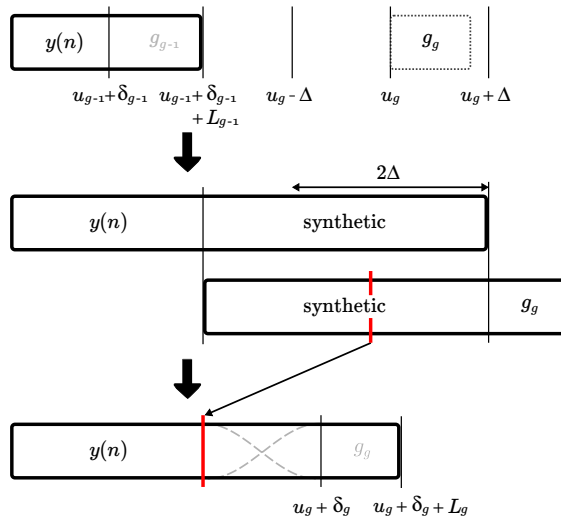 y(n) g_{g-1} g_g
u_{g-1}+δ_{g-1} u_{g-1}+δ_{g-1} u_g-Δ u_g u_g+Δ
+L_{g-1}
2Δ
y(n) synthetic
synthetic g_g
y(n) g_g
u_g+δ_g u_g+δ_g+L_g